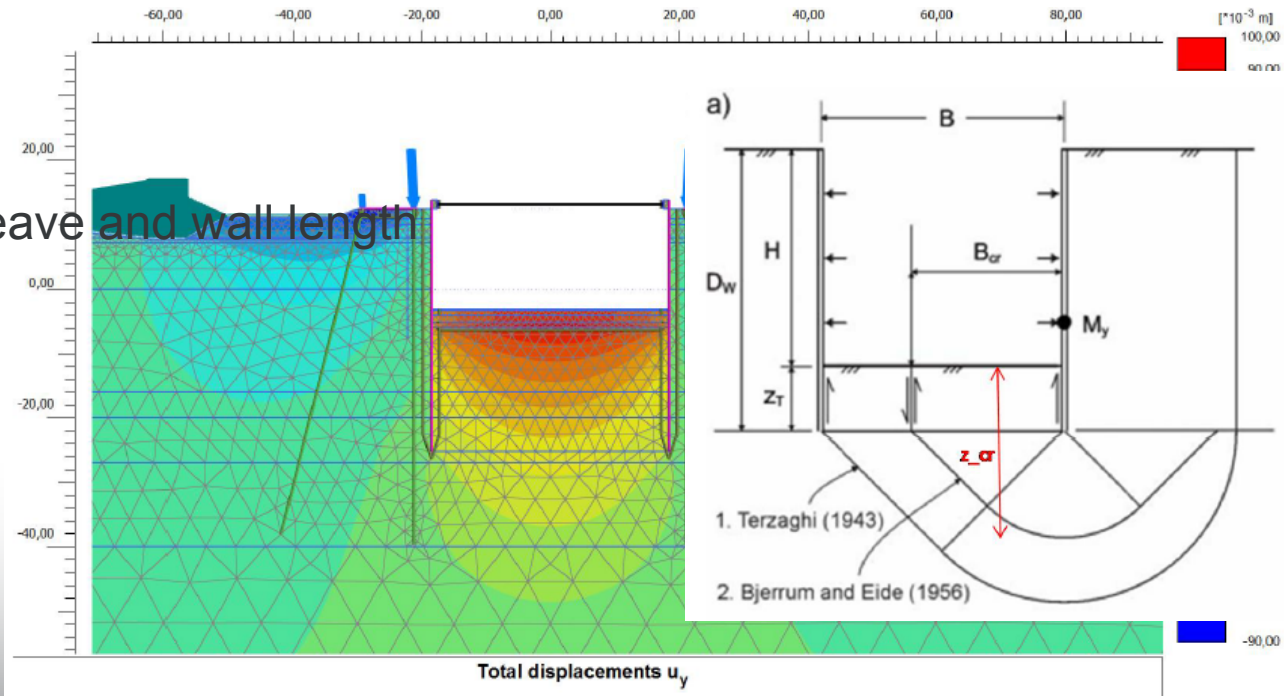 -60,00 -40,00 -20,00 0,00 20,00 40,00 60,00 80,00 [*10⁻³ m]
100,00
90,00
20,00
0,00
-20,00
-40,00
eave and wall length
a)
B
H
B_cr
D_W
M_y
z_T
z_cr
1. Terzaghi (1943)
2. Bjerrum and Eide (1956)
-90,00
Total displacements u_y